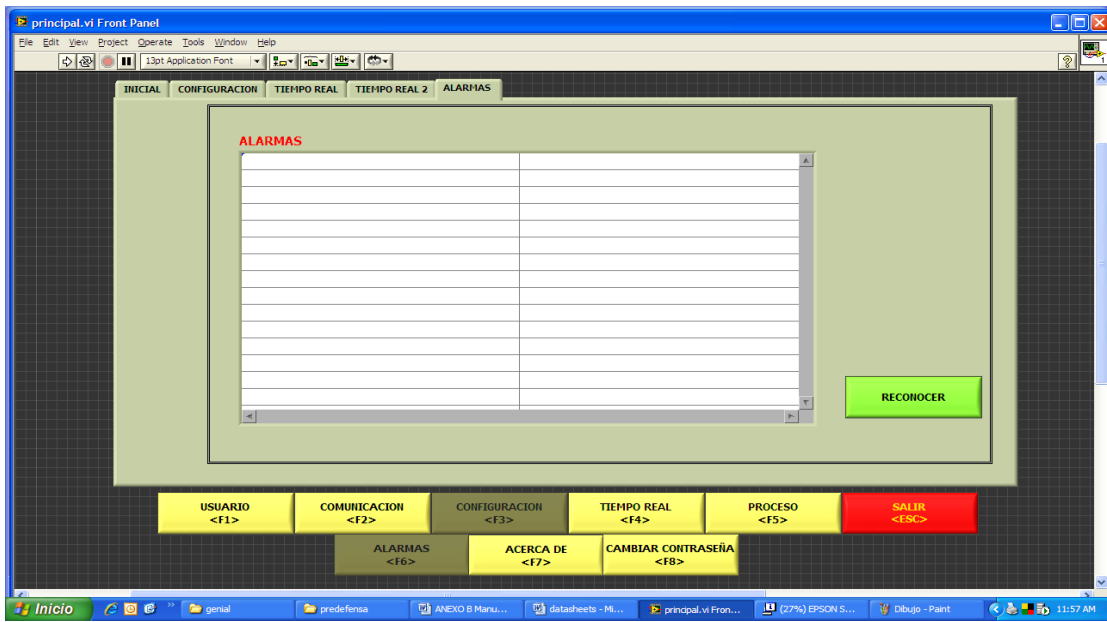 principal.vi Front Panel
File Edit View Project Operate Tools Window Help
13pt Application Font
?
1
INICIAL CONFIGURACION TIEMPO REAL TIEMPO REAL 2 ALARMAS
ALARMAS
RECONOCER
USUARIO COMUNICACION CONFIGURACION TIEMPO REAL PROCESO SALIR
<F1> <F2> <F3> <F4> <F5> <ESC>
ALARMAS ACERCA DE CAMBIAR CONTRASEÑA
<F6> <F7> <F8>
Inicio genial predefensa ANEXO B Manu... datasheets - Mi... principal.vi Fron... (27%) EPSON S... Dibujo - Paint 11:57 AM